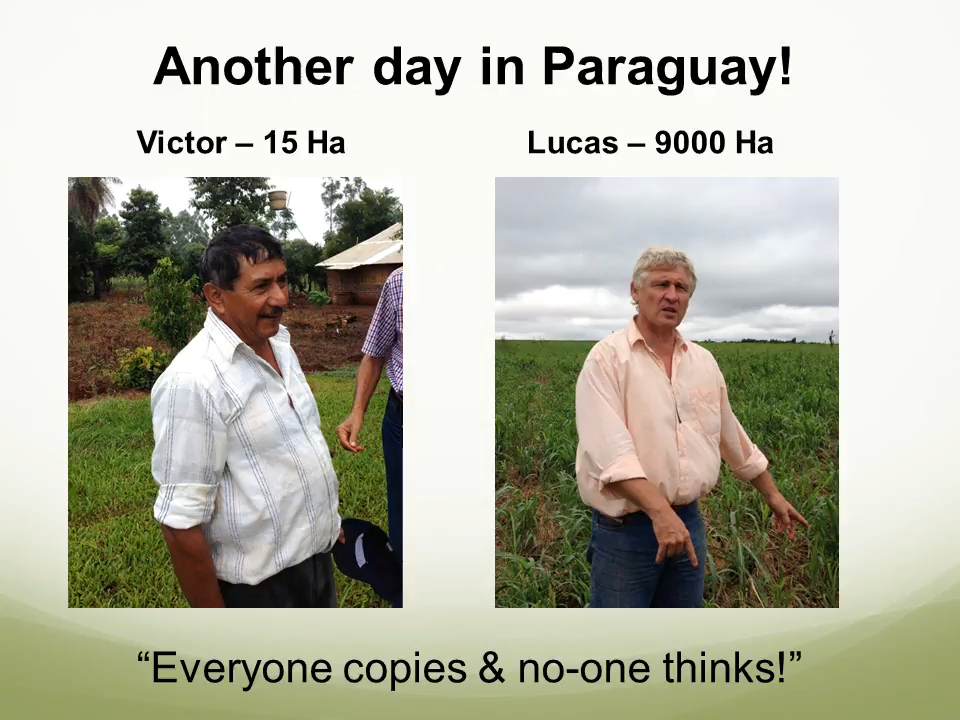 Another day in Paraguay!
Victor – 15 Ha
Lucas – 9000 Ha
“Everyone copies & no-one thinks!”